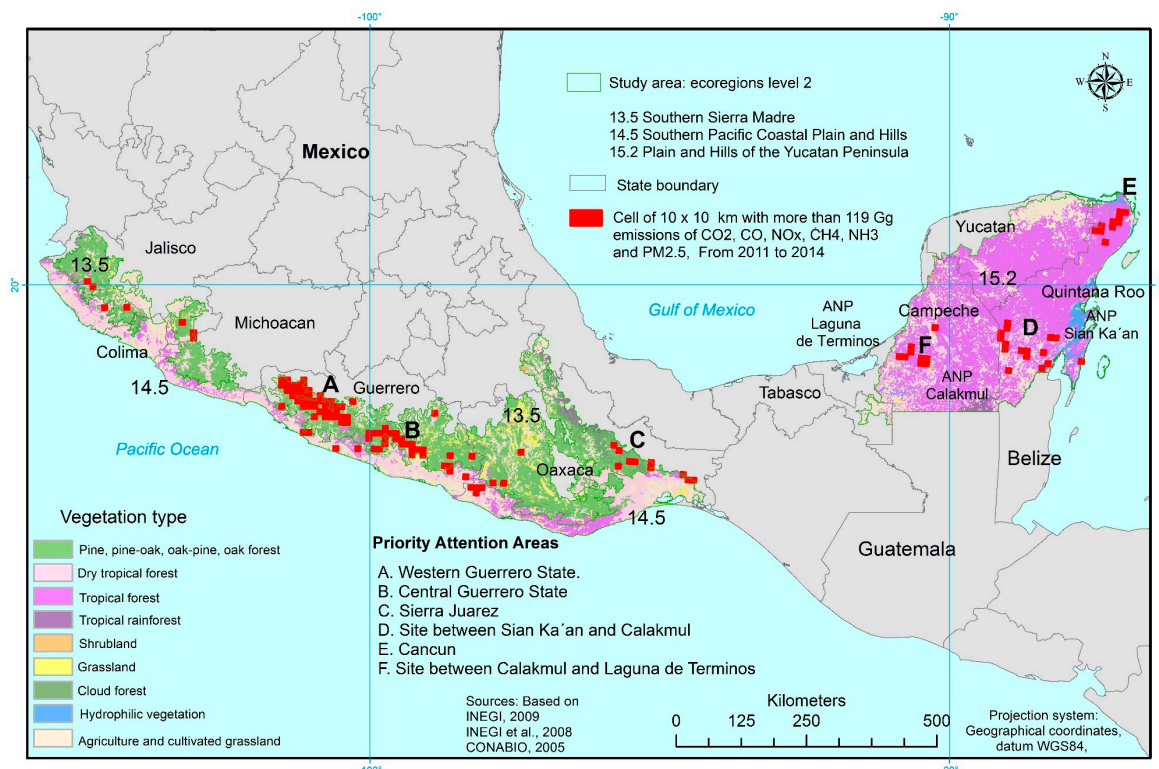 -100°
-90°
N
W
E
S
Study area: ecoregions level 2
13.5 Southern Sierra Madre
14.5 Southern Pacific Coastal Plain and Hills
15.2 Plain and Hills of the Yucatan Peninsula
State boundary
Cell of 10 x 10 km with more than 119 Gg
emissions of CO2, CO, NOx, CH4, NH3
and PM2.5, From 2011 to 2014
Mexico
E
Yucatan
Jalisco
13.5
15.2
20°
Quintana Roo
Gulf of Mexico
ANP
Laguna
de Terminos
Campeche
ANP
Sian Ka´an
Michoacan
D
F
Colima
14.5
A
Guerrero
ANP
Calakmul
Tabasco
13.5
B
C
Pacific Ocean
Oaxaca
Belize
14.5
Guatemala
Vegetation type
Pine, pine-oak, oak-pine, oak forest
Dry tropical forest
Tropical forest
Tropical rainforest
Shrubland
Grassland
Cloud forest
Hydrophilic vegetation
Agriculture and cultivated grassland
Priority Attention Areas
A. Western Guerrero State.
B. Central Guerrero State
C. Sierra Juarez
D. Site between Sian Ka´an and Calakmul
E. Cancun
F. Site between Calakmul and Laguna de Terminos
Sources: Based on
INEGI, 2009
INEGI et al., 2008
CONABIO, 2005
Kilometers
0 125 250 500
Projection system:
Geographical coordinates,
datum WGS84,